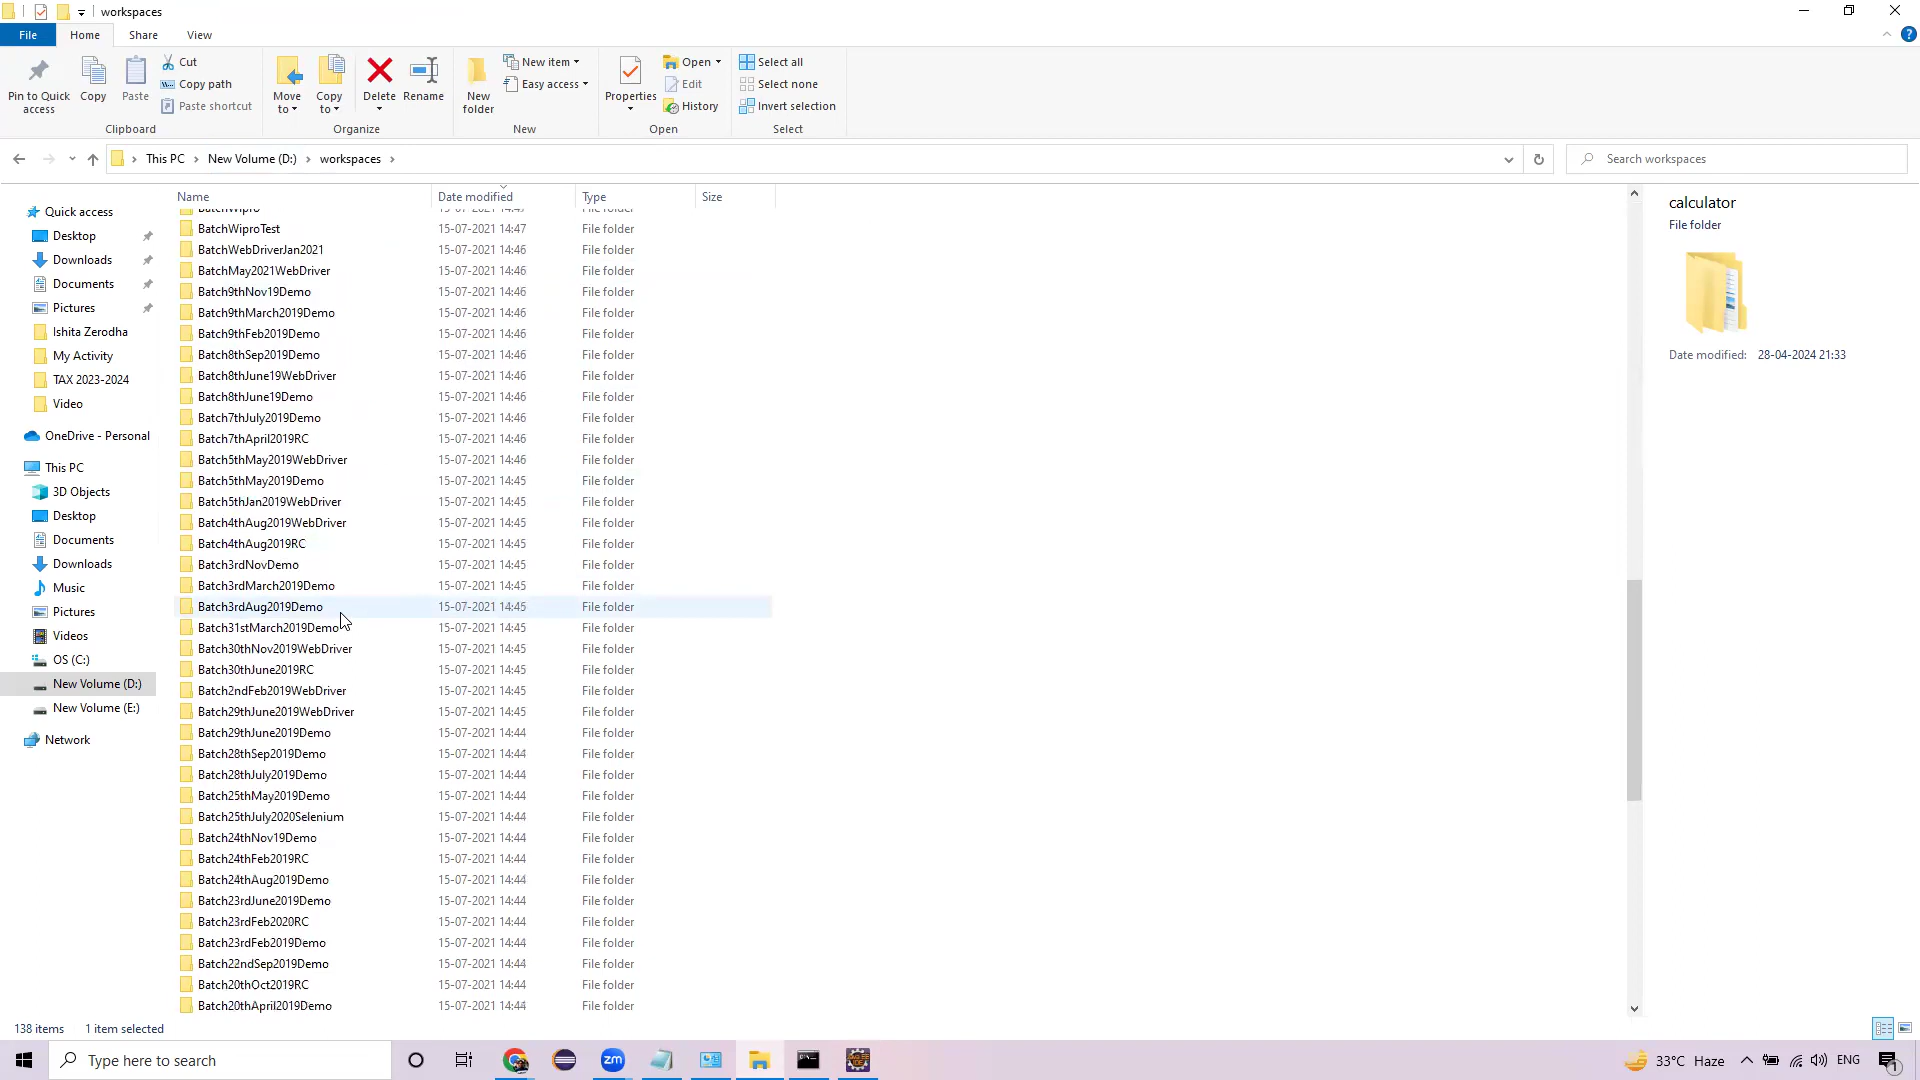 workspaces
File
Home
Share
View
Pin to Quick access
Copy
Paste
Cut
Copy path
Paste shortcut
Clipboard
Move to
Copy to
Delete
Rename
Organize
New folder
New item
Easy access
New
Properties
Open
Edit
History
Open
Select all
Select none
Invert selection
Select
This PC > New Volume (D:) > workspaces >
Search workspaces
Quick access
Desktop
Downloads
Documents
Pictures
Ishita Zerodha
My Activity
TAX 2023-2024
Video
OneDrive - Personal
This PC
3D Objects
Desktop
Documents
Downloads
Music
Pictures
Videos
OS (C:)
New Volume (D:)
New Volume (E:)
Network
Name Date modified Type Size
BatchWipro 15-07-2021 14:47 File folder
BatchWiproTest 15-07-2021 14:47 File folder
BatchWebDriverJan2021 15-07-2021 14:46 File folder
BatchMay2021WebDriver 15-07-2021 14:46 File folder
Batch9thNov19Demo 15-07-2021 14:46 File folder
Batch9thMarch2019Demo 15-07-2021 14:46 File folder
Batch9thFeb2019Demo 15-07-2021 14:46 File folder
Batch8thSep2019Demo 15-07-2021 14:46 File folder
Batch8thJune19WebDriver 15-07-2021 14:46 File folder
Batch8thJune19Demo 15-07-2021 14:46 File folder
Batch7thJuly2019Demo 15-07-2021 14:46 File folder
Batch7thApril2019RC 15-07-2021 14:46 File folder
Batch5thMay2019WebDriver 15-07-2021 14:46 File folder
Batch5thMay2019Demo 15-07-2021 14:45 File folder
Batch5thJan2019WebDriver 15-07-2021 14:45 File folder
Batch4thAug2019WebDriver 15-07-2021 14:45 File folder
Batch4thAug2019RC 15-07-2021 14:45 File folder
Batch3rdNovDemo 15-07-2021 14:45 File folder
Batch3rdMarch2019Demo 15-07-2021 14:45 File folder
Batch3rdAug2019Demo 15-07-2021 14:45 File folder
Batch31stMarch2019Demo 15-07-2021 14:45 File folder
Batch30thNov2019WebDriver 15-07-2021 14:45 File folder
Batch30thJune2019RC 15-07-2021 14:45 File folder
Batch2ndFeb2019WebDriver 15-07-2021 14:45 File folder
Batch29thJune2019WebDriver 15-07-2021 14:45 File folder
Batch29thJune2019Demo 15-07-2021 14:44 File folder
Batch28thSep2019Demo 15-07-2021 14:44 File folder
Batch28thJuly2019Demo 15-07-2021 14:44 File folder
Batch25thMay2019Demo 15-07-2021 14:44 File folder
Batch25thJuly2020Selenium 15-07-2021 14:44 File folder
Batch24thNov19Demo 15-07-2021 14:44 File folder
Batch24thFeb2019RC 15-07-2021 14:44 File folder
Batch24thAug2019Demo 15-07-2021 14:44 File folder
Batch23rdJune2019Demo 15-07-2021 14:44 File folder
Batch23rdFeb2020RC 15-07-2021 14:44 File folder
Batch23rdFeb2019Demo 15-07-2021 14:44 File folder
Batch22ndSep2019Demo 15-07-2021 14:44 File folder
Batch20thOct2019RC 15-07-2021 14:44 File folder
Batch20thApril2019Demo 15-07-2021 14:44 File folder
calculator
File folder
Date modified: 28-04-2024 21:33
138 items 1 item selected
Type here to search
zm
33°C Haze
ENG
1